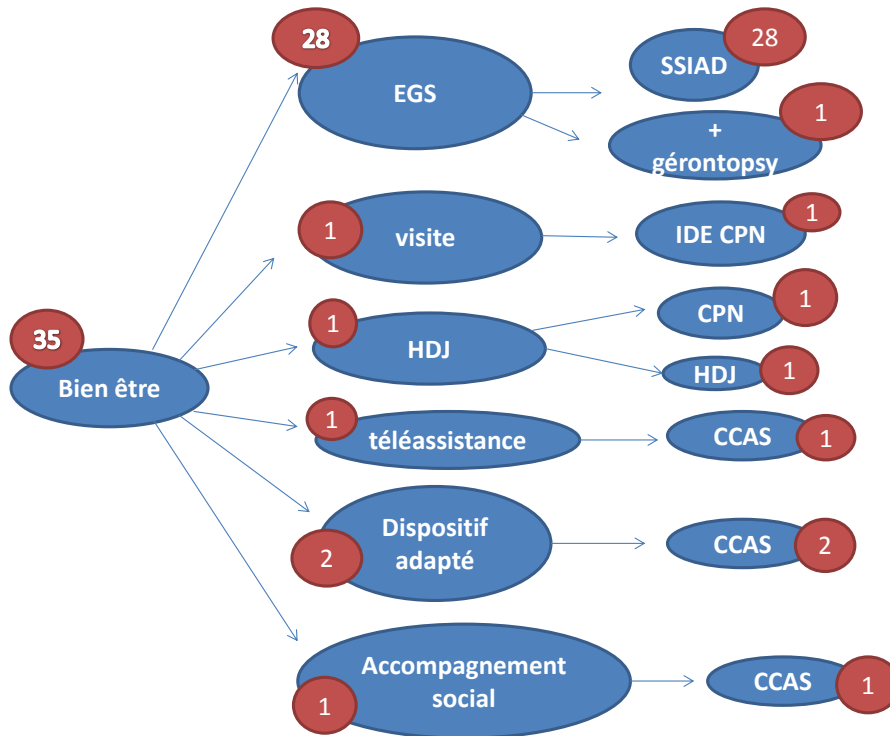 28
EGS
28
SSIAD
1
+
gérontopsy
1
visite
1
IDE CPN
35
Bien être
1
HDJ
1
CPN
1
HDJ
1
téléassistance
CCAS
1
Dispositif
adapté
2
CCAS
2
Accompagnement
social
1
CCAS
1